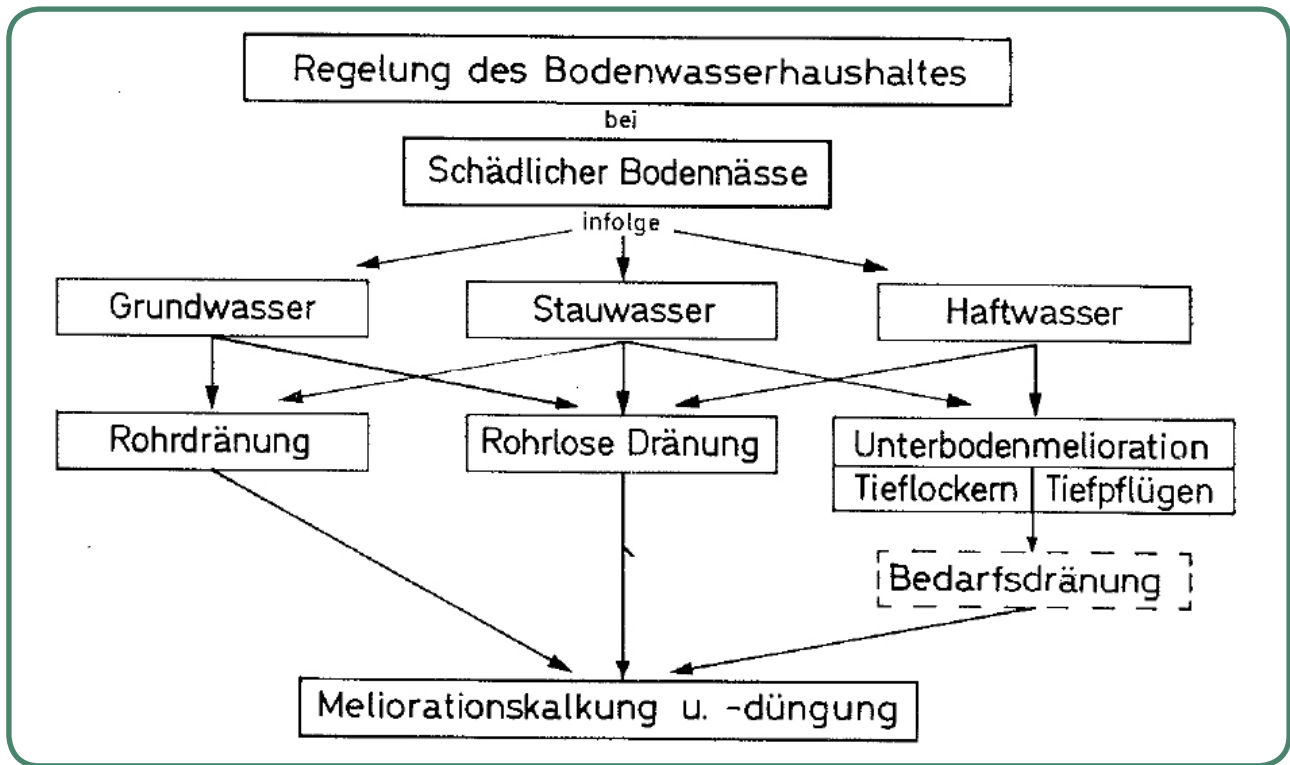 Regelung des Bodenwasserhaushaltes
bei
Schädlicher Bodennässe
infolge
Grundwasser
Stauwasser
Haftwasser
Rohrdränung
Rohrlose Dränung
Unterbodenmelioration
Tieflockern
Tiefpflügen
Bedarfsdränung
Meliorationskalkung u. -düngung